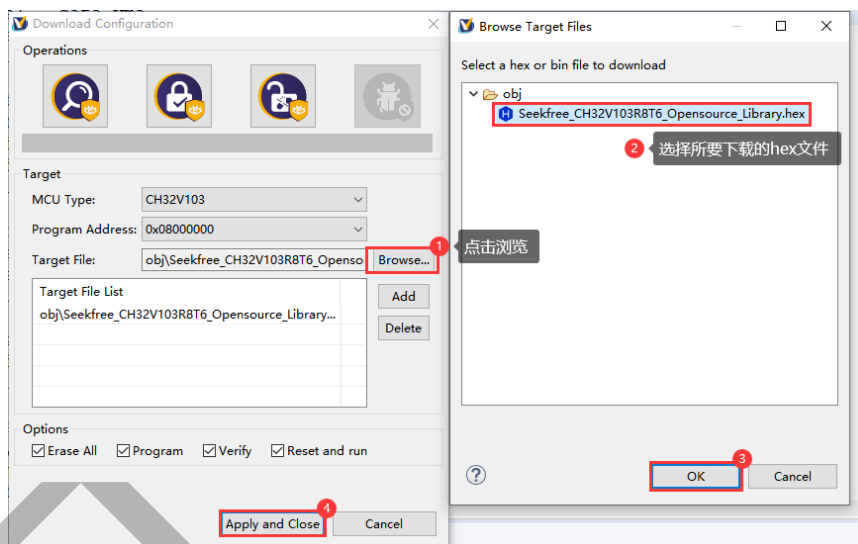 Download Configuration
Operations
Target
MCU Type:
CH32V103
Program Address:
0x08000000
Target File:
obj\Seekfree_CH32V103R8T6_Openso
Browse...
1
点击浏览
Target File List
obj\Seekfree_CH32V103R8T6_Opensource_Library...
Add
Delete
Options
Erase All
Program
Verify
Reset and run
4
Apply and Close
Cancel
Browse Target Files
Select a hex or bin file to download
obj
Seekfree_CH32V103R8T6_Opensource_Library.hex
2
选择所要下载的hex文件
3
OK
Cancel